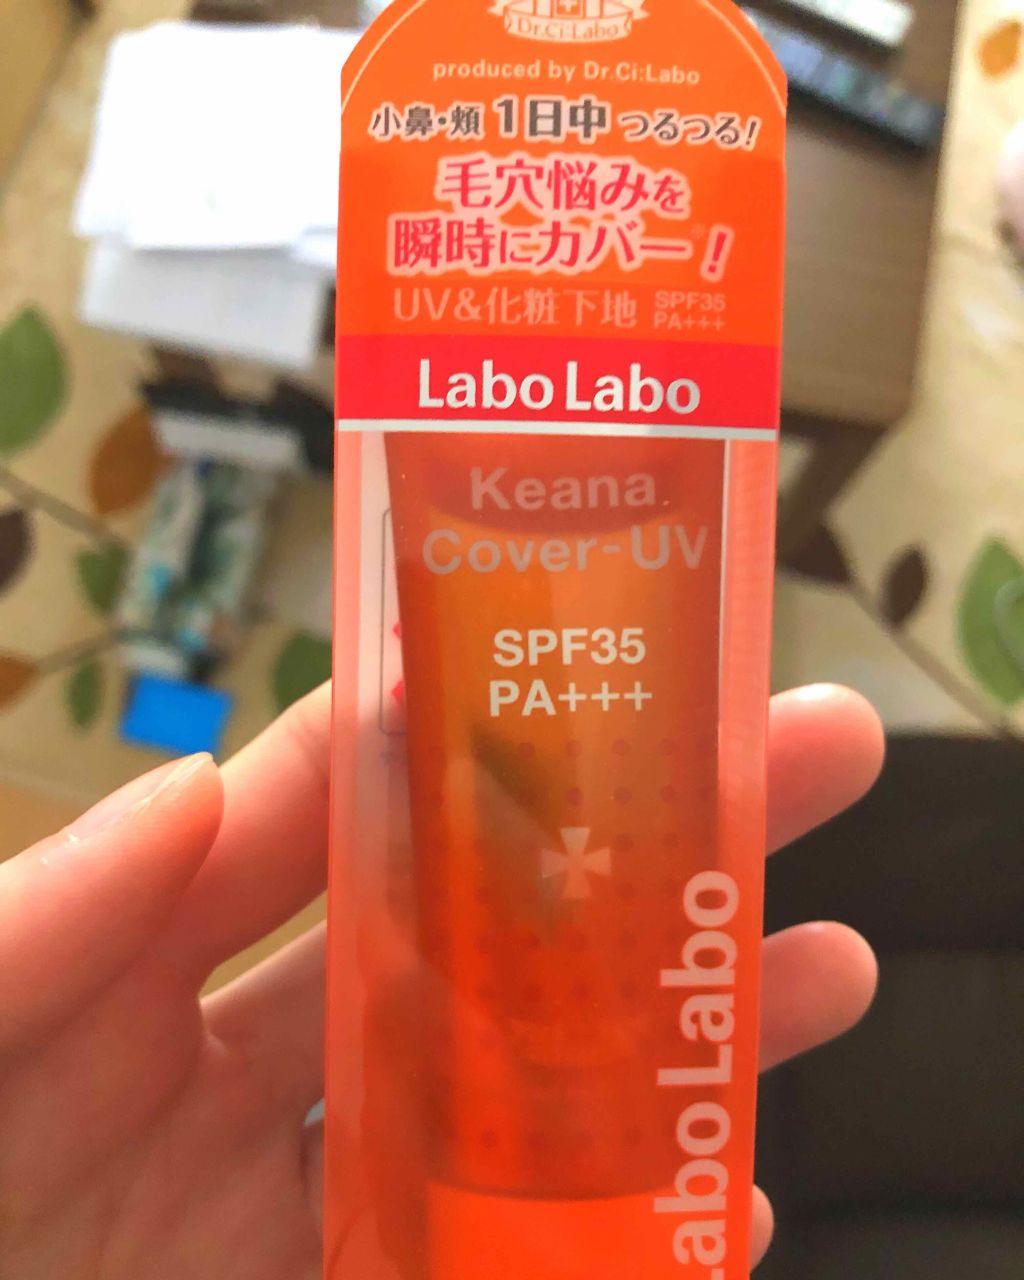 Dr.Ci:Labo
produced by Dr.Ci:Labo
小鼻・頬 1日中 つるつる!
毛穴悩みを
瞬時にカバー※!
UV&化粧下地 SPF35
PA+++
Labo Labo
Keana
Cover-UV
SPF35
PA+++
Labo Labo